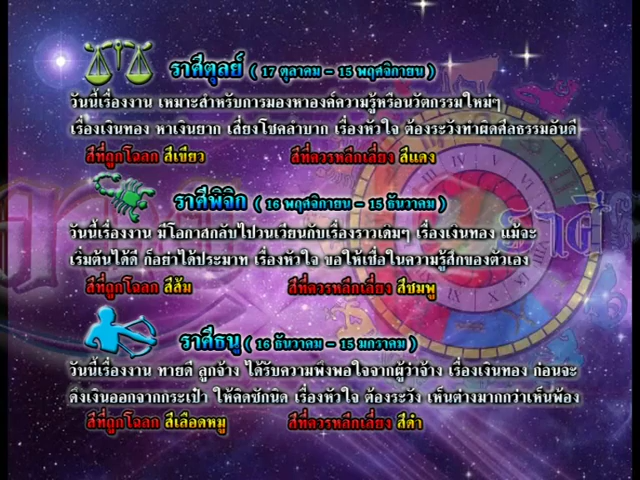 ราศีตุลย์ ( 17 ตุลาคม - 15 พฤศจิกายน )
วันนี้เรื่องงาน เหมาะสำหรับการมองหาองค์ความรู้หรือนวัตกรรมใหม่ๆ
เรื่องเงินทอง หาเงินยาก เสี่ยงโชคลำบาก เรื่องหัวใจ ต้องระวังทำผิดศีลธรรมอันดี
สีที่ถูกโฉลก สีเขียว สีที่ควรหลีกเลี่ยง สีแดง
ราศีพิจิก ( 16 พฤศจิกายน - 15 ธันวาคม )
วันนี้เรื่องงาน มีโอกาสกลับไปวนเวียนกับเรื่องราวเดิมๆ เรื่องเงินทอง แม้จะ
เริ่มต้นได้ดี ก็อย่าได้ประมาท เรื่องหัวใจ ขอให้เชื่อในความรู้สึกของตัวเอง
สีที่ถูกโฉลก สีส้ม สีที่ควรหลีกเลี่ยง สีชมพู
ราศีธนู ( 16 ธันวาคม - 15 มกราคม )
วันนี้เรื่องงาน ทายดี ลูกจ้าง ได้รับความพึงพอใจจากผู้ว่าจ้าง เรื่องเงินทอง ก่อนจะ
ดึงเงินออกจากกระเป๋า ให้คิดซักนิด เรื่องหัวใจ ต้องระวัง เห็นต่างมากกว่าเห็นพ้อง
สีที่ถูกโฉลก สีเลือดหมู สีที่ควรหลีกเลี่ยง สีดำ